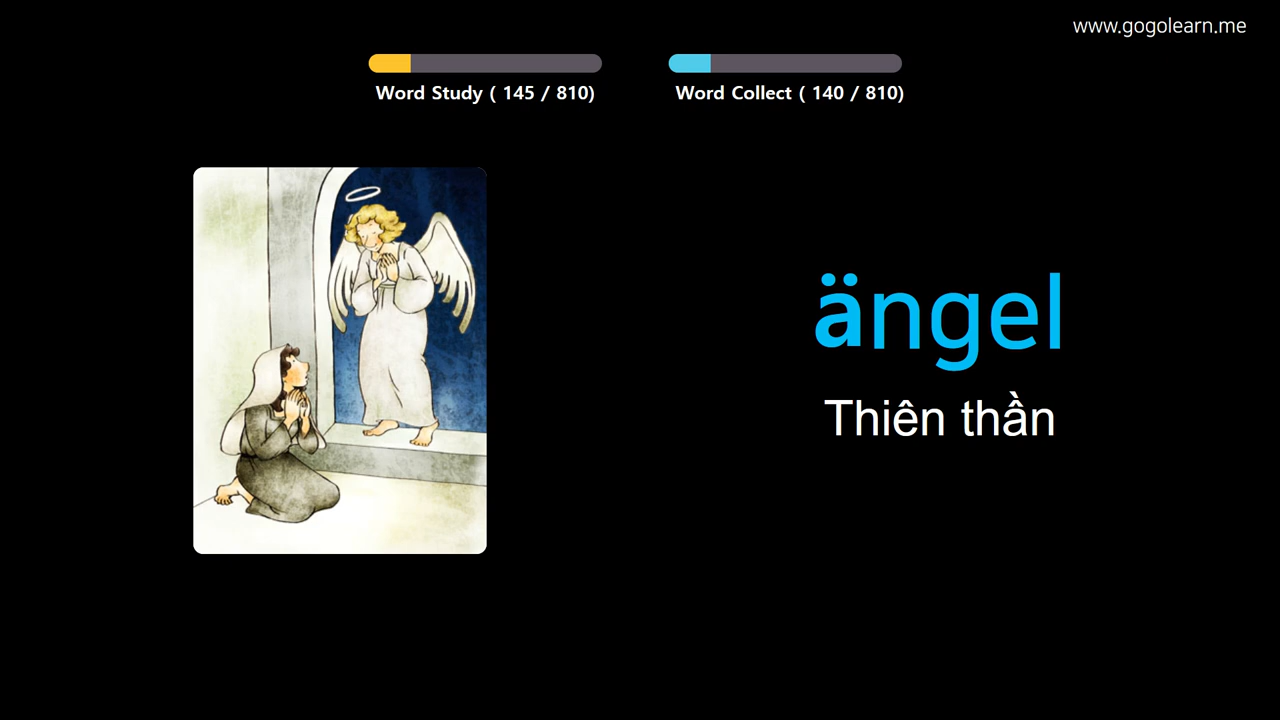 www.gogolearn.me
Word Study ( 145 / 810)
Word Collect ( 140 / 810)
ängel
Thiên thần